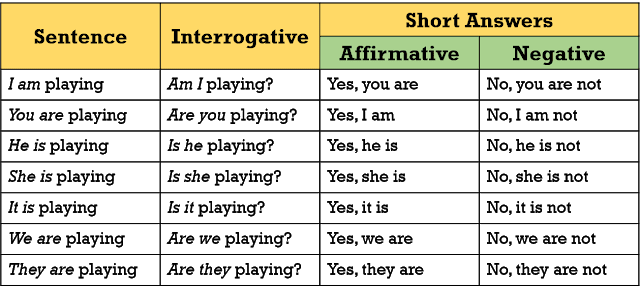 Sentence Interrogative Short Answers
Affirmative Negative
I am playing Am I playing? Yes, you are No, you are not
You are playing Are you playing? Yes, I am No, I am not
He is playing Is he playing? Yes, he is No, he is not
She is playing Is she playing? Yes, she is No, she is not
It is playing Is it playing? Yes, it is No, it is not
We are playing Are we playing? Yes, we are No, we are not
They are playing Are they playing? Yes, they are No, they are not